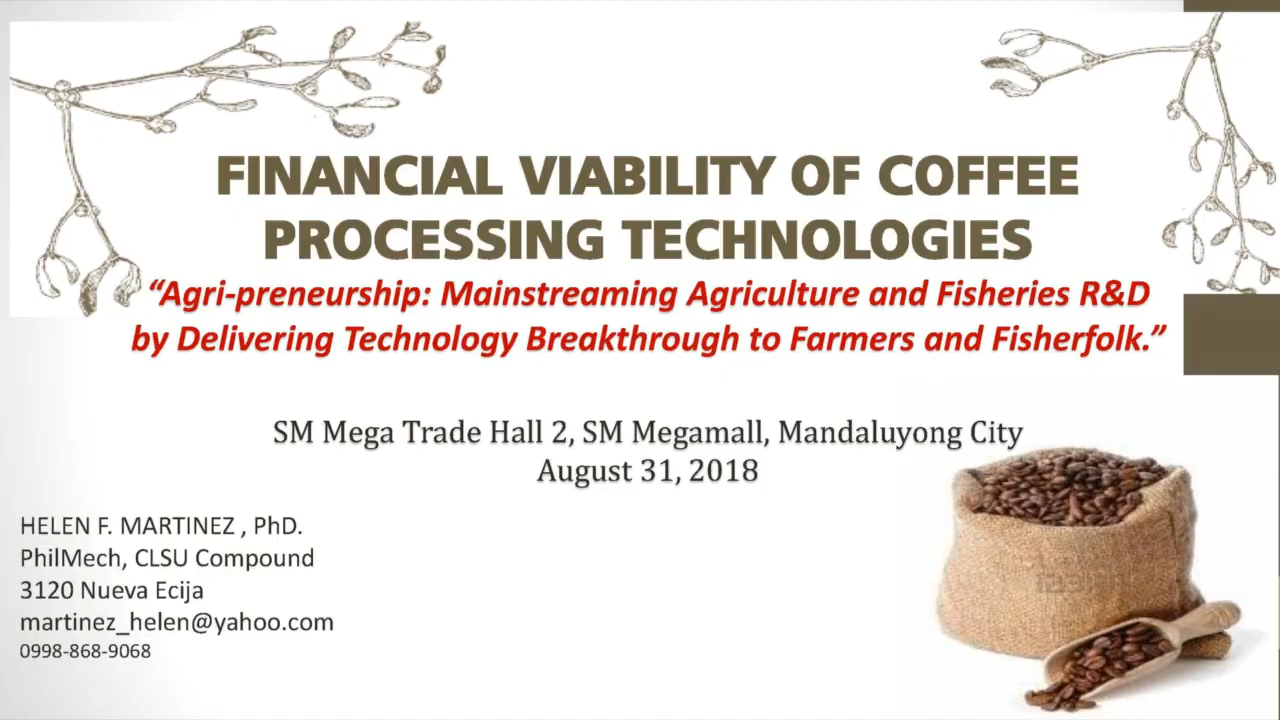 FINANCIAL VIABILITY OF COFFEE
PROCESSING TECHNOLOGIES
“Agri-preneurship: Mainstreaming Agriculture and Fisheries R&D
by Delivering Technology Breakthrough to Farmers and Fisherfolk.”
SM Mega Trade Hall 2, SM Megamall, Mandaluyong City
August 31, 2018
HELEN F. MARTINEZ , PhD.
PhilMech, CLSU Compound
3120 Nueva Ecija
martinez_helen@yahoo.com
0998-868-9068